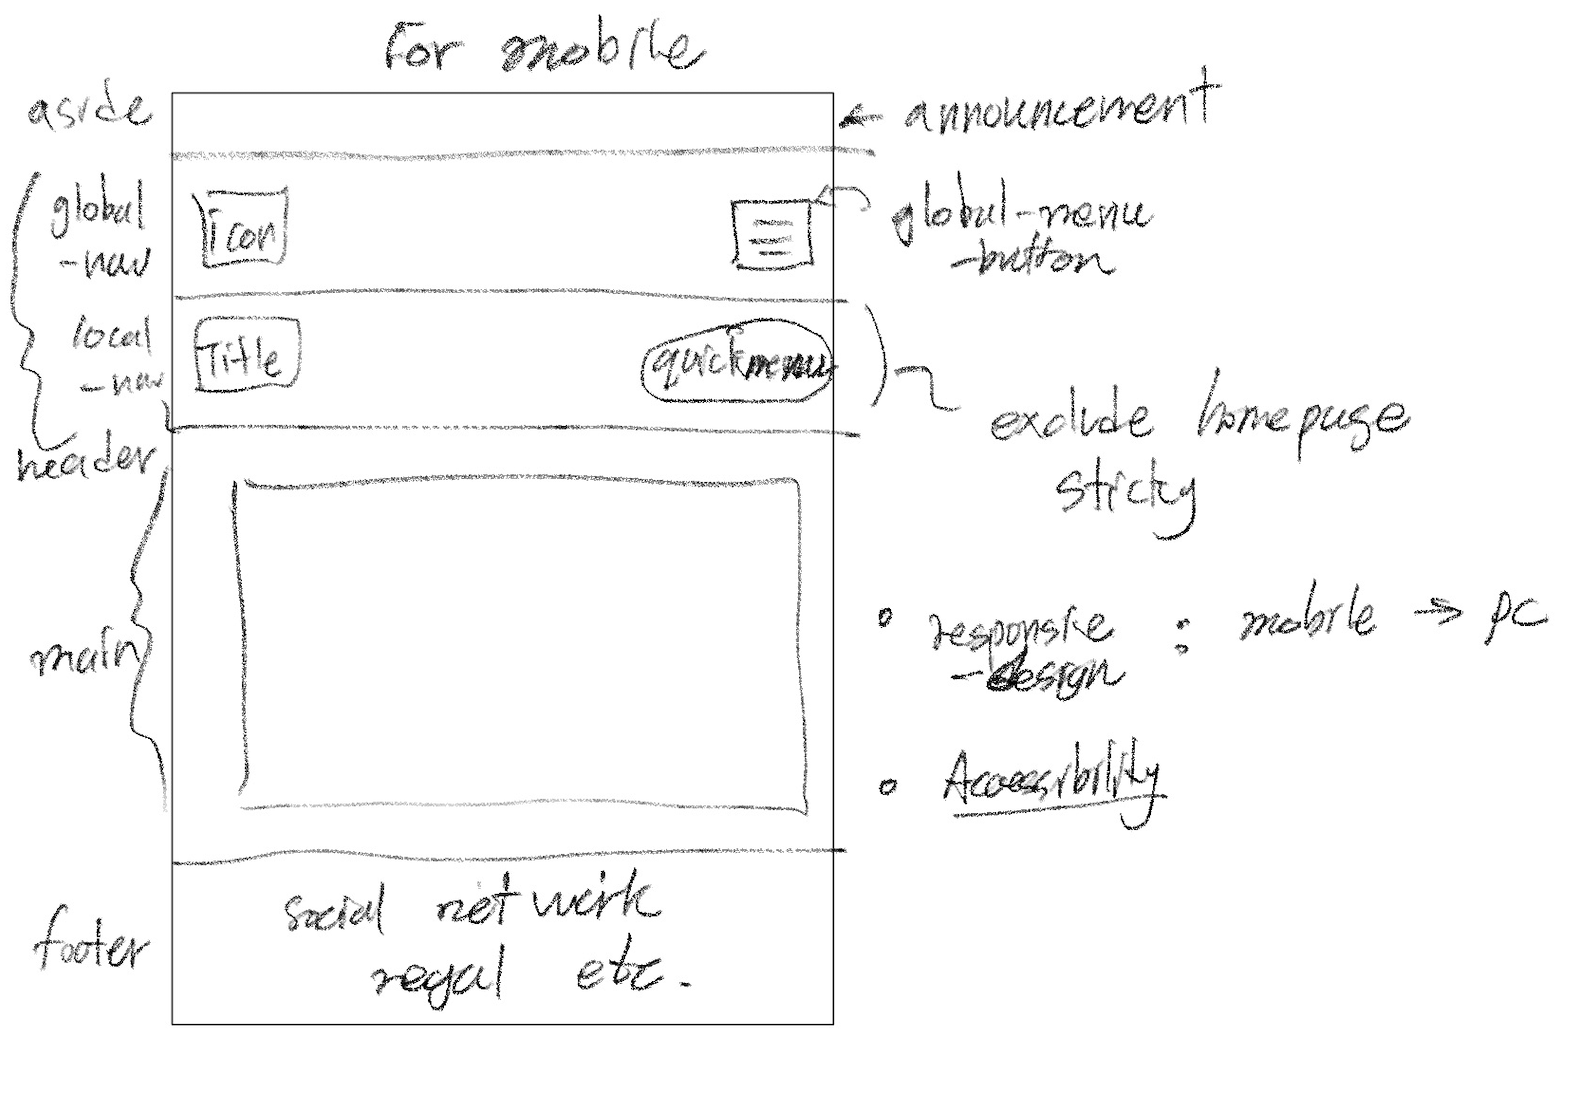 For mobile
aside
← announcement
global
-nav
icon
global-menu
-button
local
-nav
Title
quickmenu
exclude homepage
sticky
header
main
responsive
-design
: mobile → PC
Accessibility
footer
social network
regal etc.